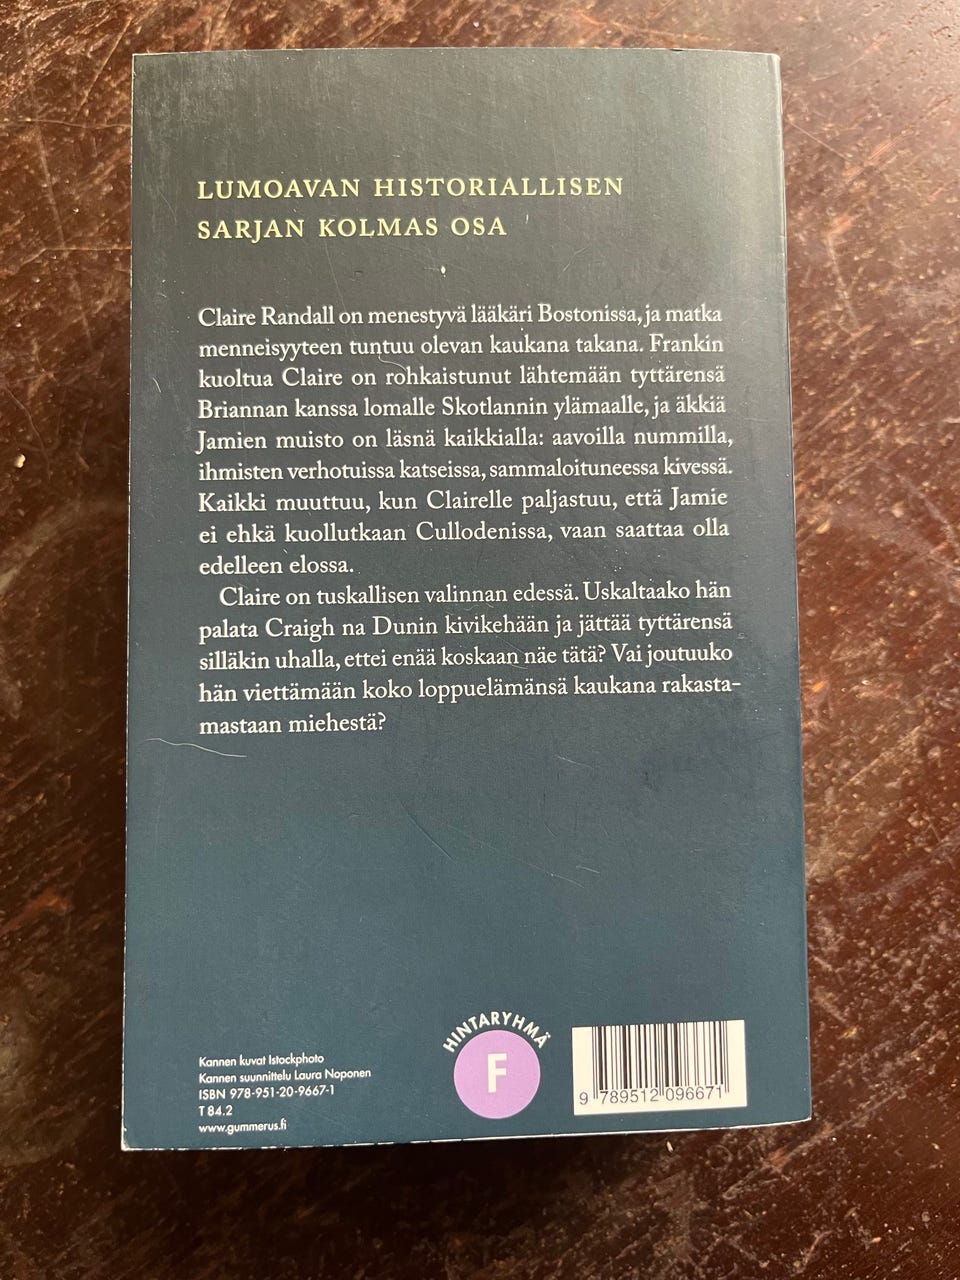 LUMOAVAN HISTORIALLISEN
SARJAN KOLMAS OSA
Claire Randall on menestyvä lääkäri Bostonissa, ja matka
menneisyyteen tuntuu olevan kaukana takana. Frankin
kuoltua Claire on rohkaistunut lähtemään tyttärensä
Briannan kanssa lomalle Skotlannin ylämaalle, ja äkkiä
Jamien muisto on läsnä kaikkialla: aavoilla nummilla,
ihmisten verhotuissa katseissa, sammaloituneessa kivessä.
Kaikki muuttuu, kun Clairelle paljastuu, että Jamie
ei ehkä kuollutkaan Cullodenissa, vaan saattaa olla
edelleen elossa.
Claire on tuskallisen valinnan edessä. Uskaltaako hän
palata Craigh na Dunin kivikehään ja jättää tyttärensä
silläkin uhalla, ettei enää koskaan näe tätä? Vai joutuuko
hän viettämään koko loppuelämänsä kaukana rakasta-
mastaan miehestä?
Kannen kuvat Istockphoto
Kannen suunnittelu Laura Noponen
ISBN 978-951-20-9667-1
T 84.2
www.gummerus.fi
HINTARYHMÄ
F
9 789512 096671